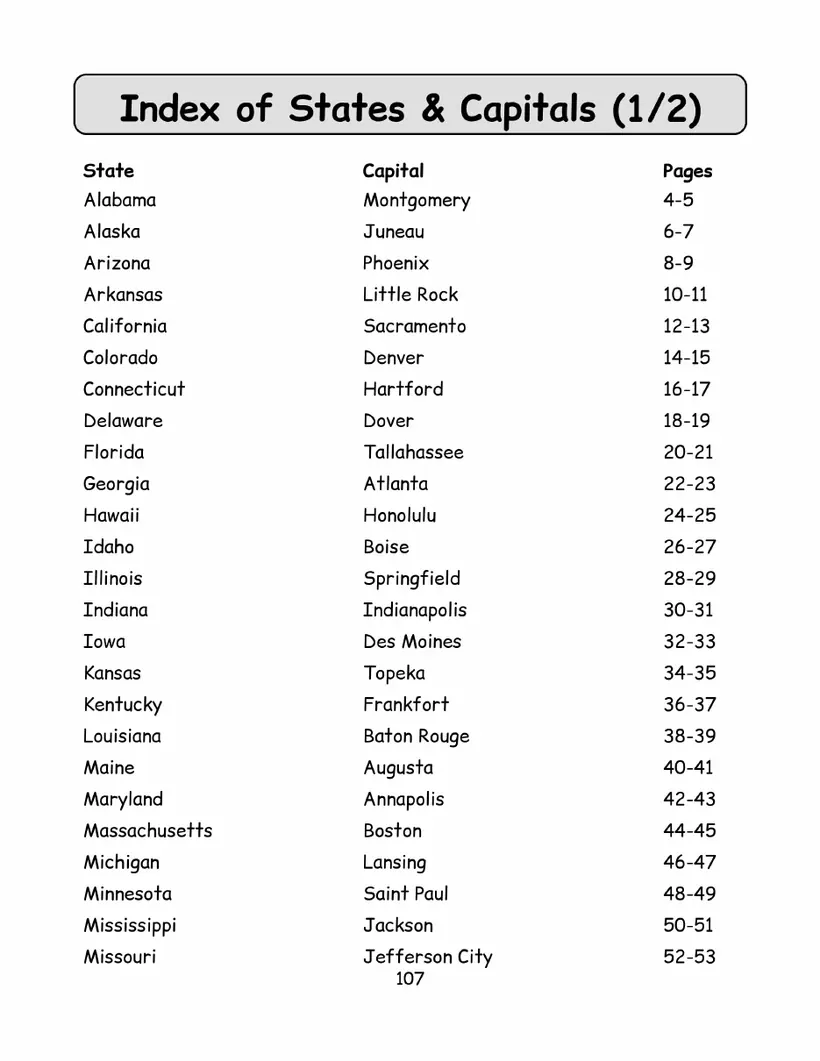 Index of States & Capitals (1/2)
State Capital Pages
Alabama Montgomery 4-5
Alaska Juneau 6-7
Arizona Phoenix 8-9
Arkansas Little Rock 10-11
California Sacramento 12-13
Colorado Denver 14-15
Connecticut Hartford 16-17
Delaware Dover 18-19
Florida Tallahassee 20-21
Georgia Atlanta 22-23
Hawaii Honolulu 24-25
Idaho Boise 26-27
Illinois Springfield 28-29
Indiana Indianapolis 30-31
Iowa Des Moines 32-33
Kansas Topeka 34-35
Kentucky Frankfort 36-37
Louisiana Baton Rouge 38-39
Maine Augusta 40-41
Maryland Annapolis 42-43
Massachusetts Boston 44-45
Michigan Lansing 46-47
Minnesota Saint Paul 48-49
Mississippi Jackson 50-51
Missouri Jefferson City 52-53
107